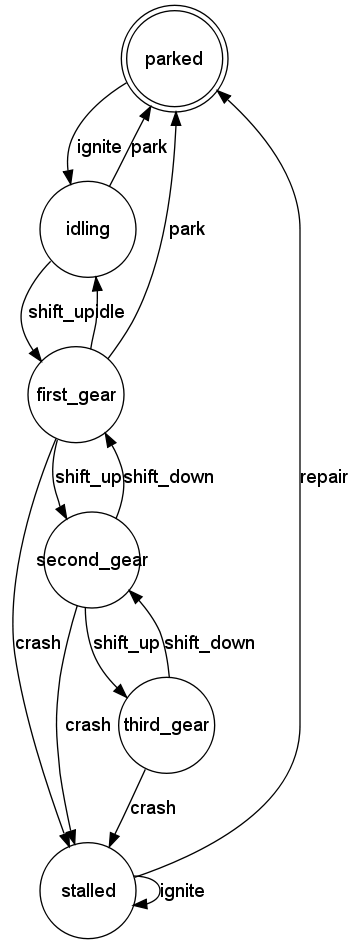 parked
ignite
park
idling
park
shift_up
idle
first_gear
shift_up
shift_down
repair
second_gear
crash
crash
shift_up
shift_down
third_gear
crash
stalled
ignite